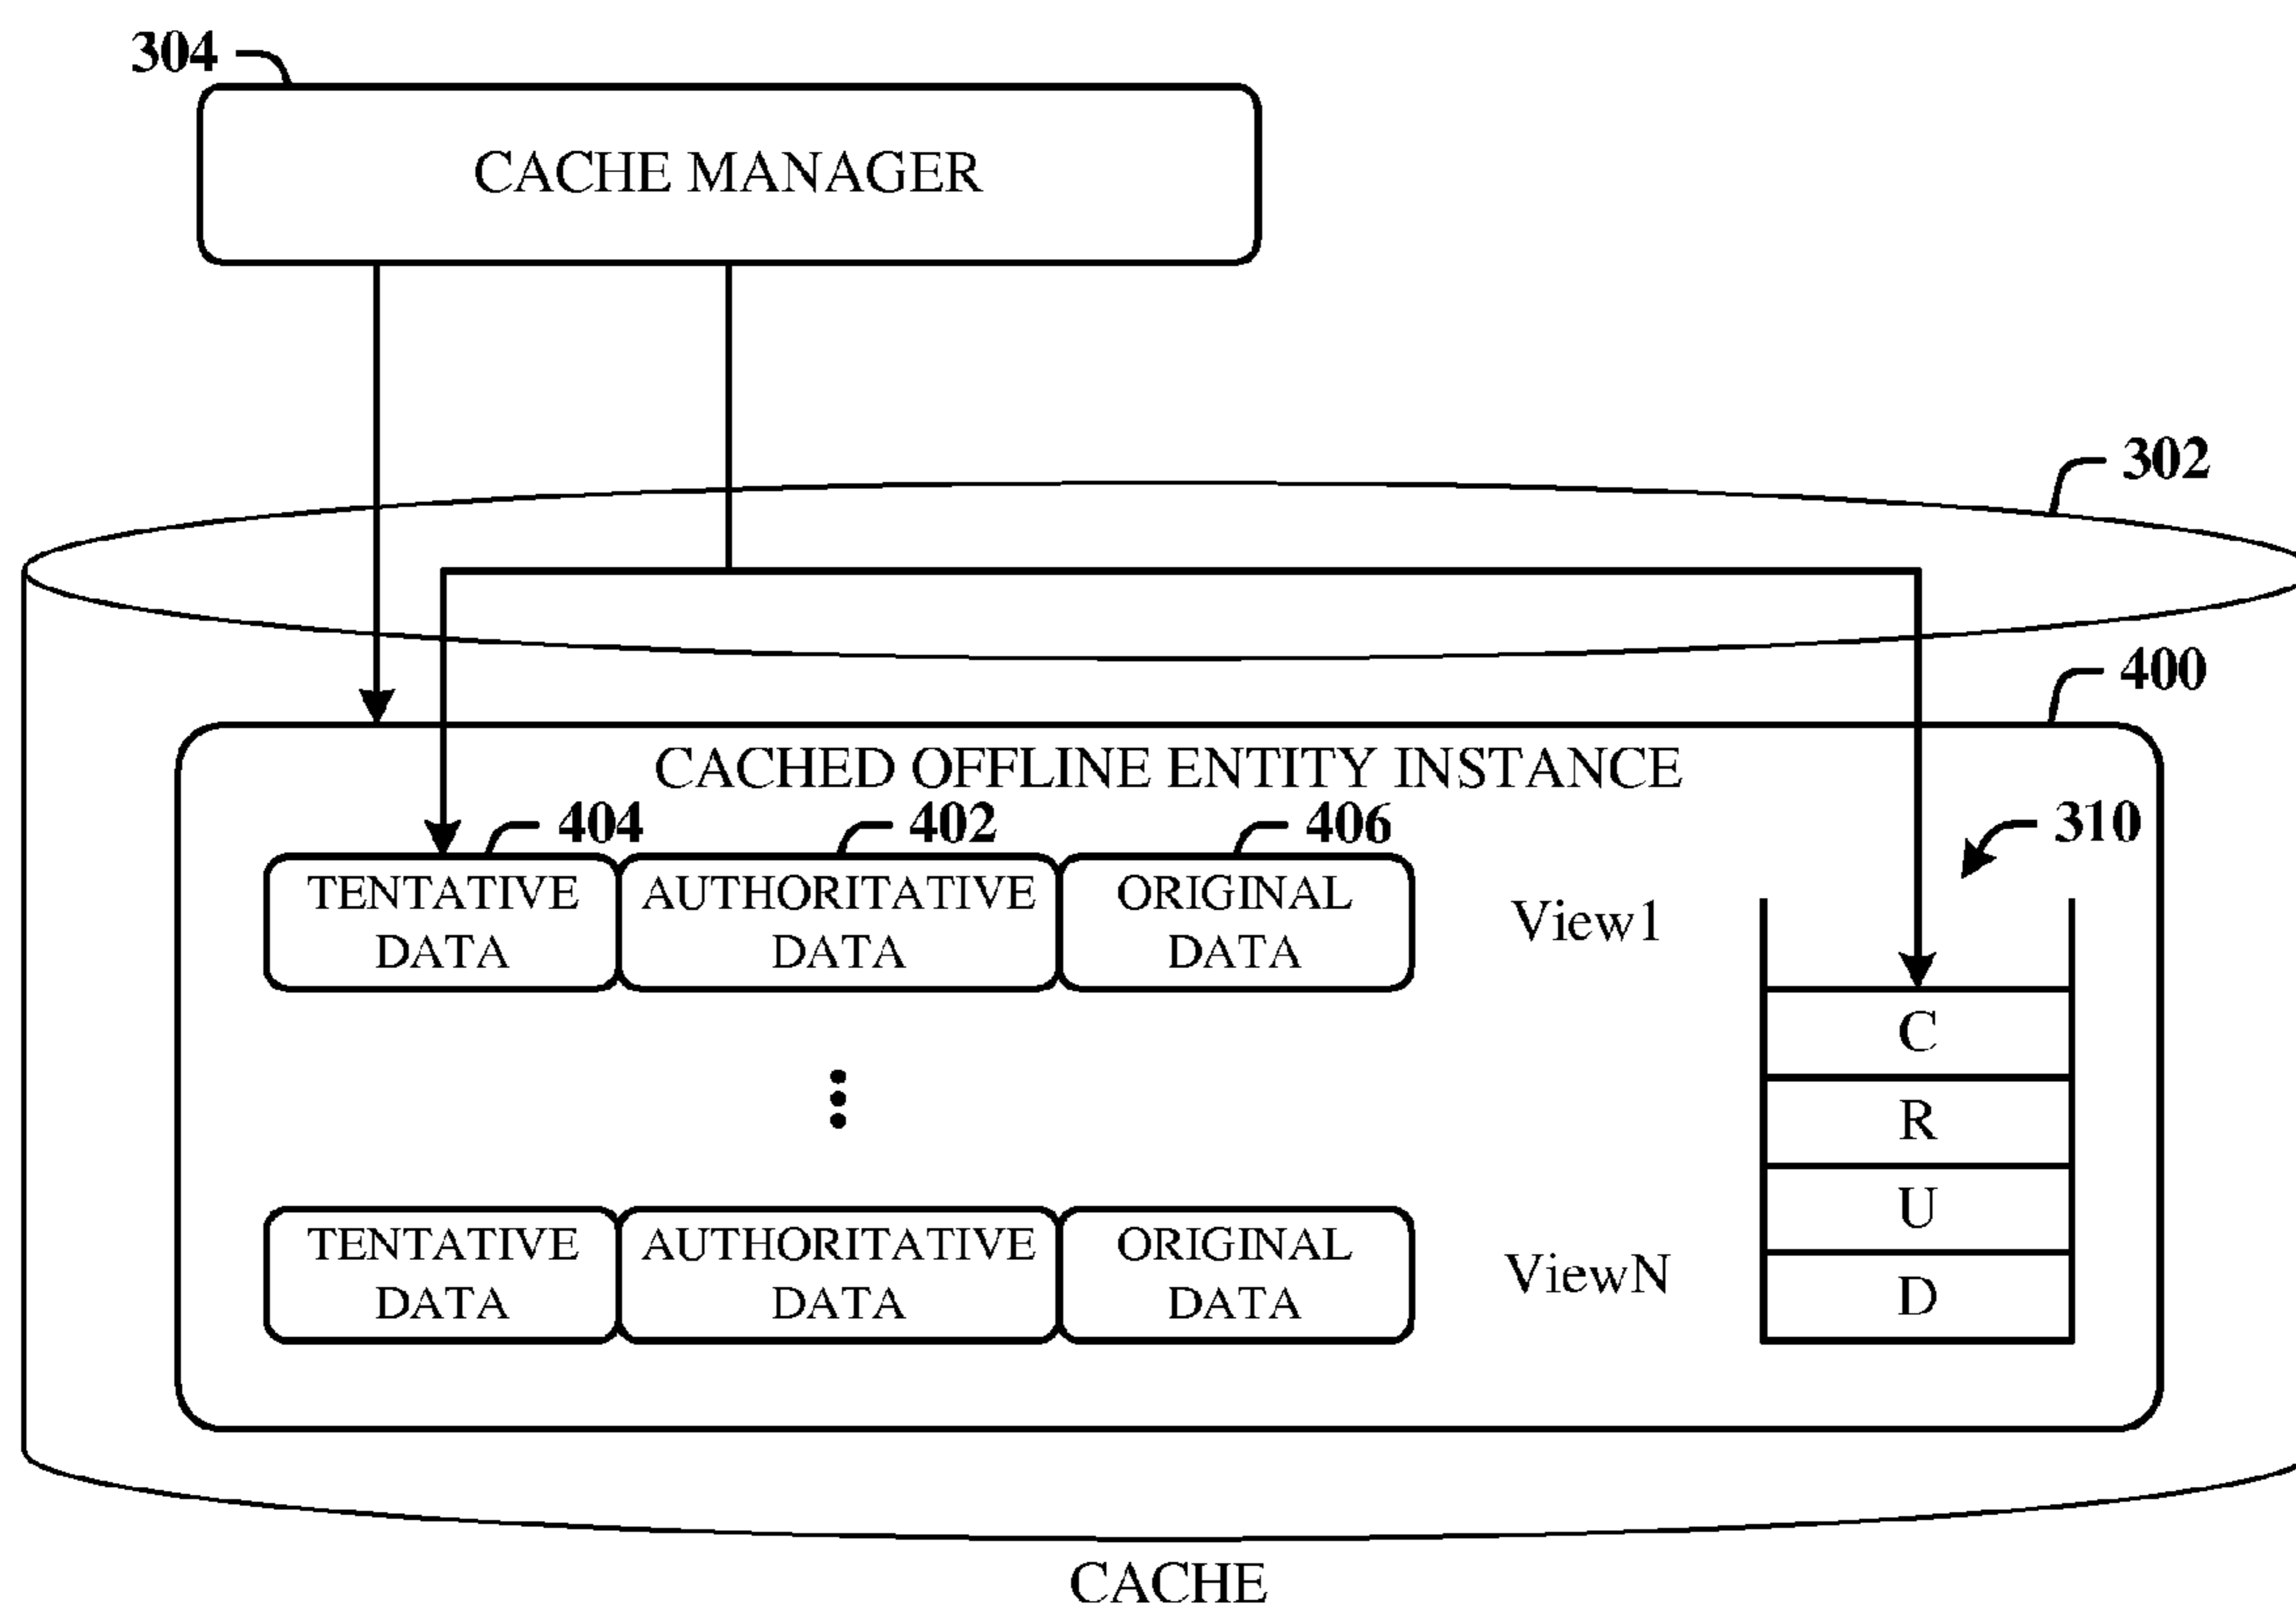 304
CACHE MANAGER
302
400
CACHED OFFLINE ENTITY INSTANCE
404
402
406
310
TENTATIVE
DATA
AUTHORITATIVE
DATA
ORIGINAL
DATA
View1
C
R
U
D
TENTATIVE
DATA
AUTHORITATIVE
DATA
ORIGINAL
DATA
ViewN
CACHE